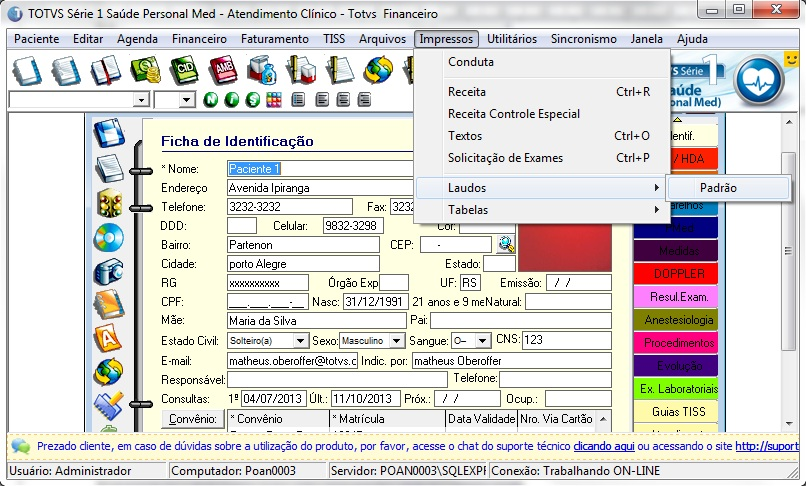 TOTVS Série 1 Saúde Personal Med - Atendimento Clínico - Totvs Financeiro
Paciente Editar Agenda Financeiro Faturamento TISS Arquivos Impressos Utilitários Sincronismo Janela Ajuda
Conduta
Receita Ctrl+R
Receita Controle Especial
Textos Ctrl+O
Solicitação de Exames Ctrl+P
Laudos
Padrão
Tabelas
CID
AMB
VS Série 1
aúde
onal Med)
Ficha de Identificação
* Nome: Paciente 1
Endereço Avenida Ipiranga
Telefone: 3232-3232 Fax: 3232
DDD: Celular: 9832-3298 Cor:
Bairro: Partenon CEP: -
Cidade: porto Alegre Estado:
RG xxxxxxxxxx Órgão Exp UF: RS Emissão: / /
CPF: ___.___.___-__ Nasc: 31/12/1991 21 anos e 9 me Natural:
Mãe: Maria da Silva Pai:
Estado Civil: Solteiro(a) Sexo: Masculino Sangue: O- CNS: 123
E-mail: matheus.oberoffer@totvs.c Indic. por: matheus Oberoffer
Responsável: Telefone:
Consultas: 1ª 04/07/2013 Últ.: 11/10/2013 Próx.: / / Ocup.:
Convênio: * Convênio * Matrícula Data Validade Nro. Via Cartão
entif.
/ HDA
arelhos
Medidas
DOPPLER
Resul.Exam.
Anestesiologia
Procedimentos
Evolução
Ex. Laboratoriais
Guias TISS
Prezado cliente, em caso de dúvidas sobre a utilização do produto, por favor, acesse o chat do suporte técnico clicando aqui ou acessando o site http://suport
Usuário: Administrador Computador: Poan0003 Servidor: POAN0003\SQLEXPF Conexão: Trabalhando ON-LINE